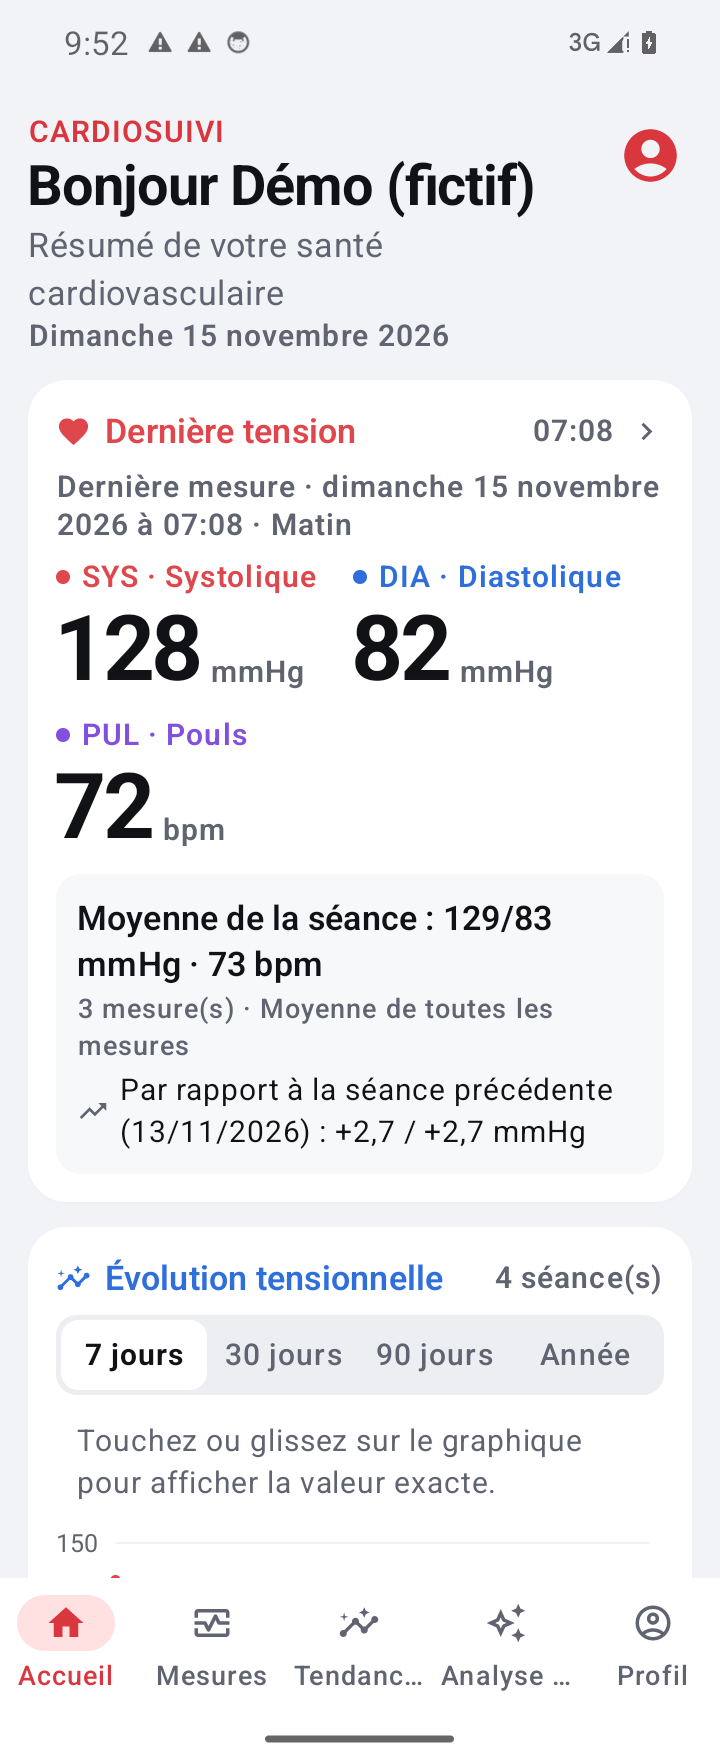 9:52
3G
CARDIOSUIVI
Bonjour Démo (fictif)
Résumé de votre santé
cardiovasculaire
Dimanche 15 novembre 2026
Dernière tension
07:08
Dernière mesure · dimanche 15 novembre
2026 à 07:08 · Matin
SYS · Systolique
DIA · Diastolique
128 mmHg
82 mmHg
PUL · Pouls
72 bpm
Moyenne de la séance : 129/83
mmHg · 73 bpm
3 mesure(s) · Moyenne de toutes les
mesures
Par rapport à la séance précédente
(13/11/2026) : +2,7 / +2,7 mmHg
Évolution tensionnelle
4 séance(s)
7 jours
30 jours
90 jours
Année
Touchez ou glissez sur le graphique
pour afficher la valeur exacte.
150
Accueil
Mesures
Tendanc...
Analyse ...
Profil